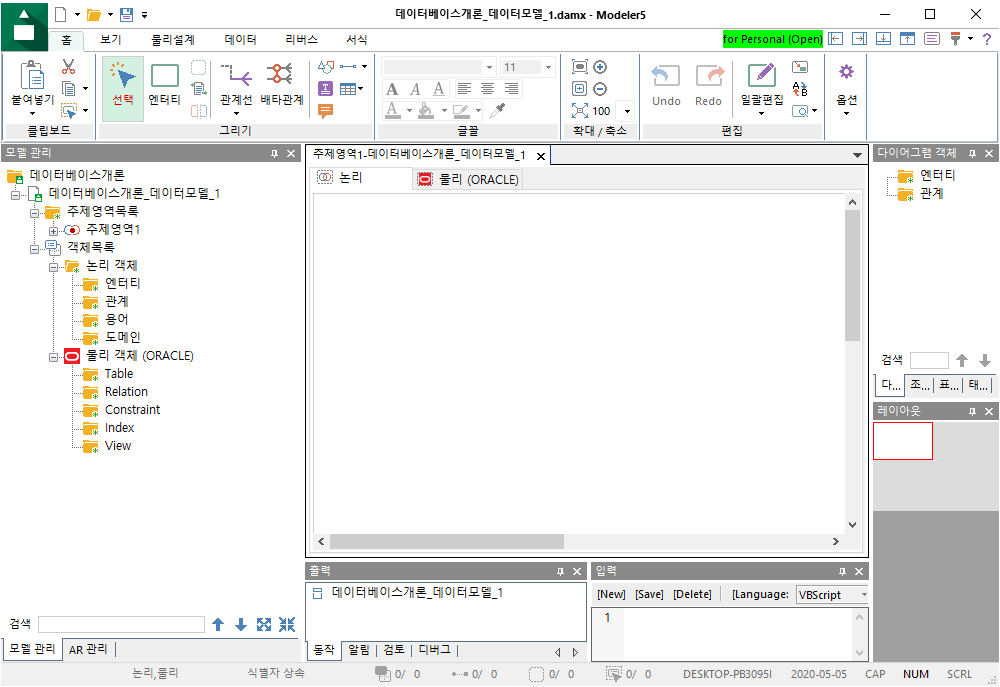 데이터베이스개론_데이터모델_1.damx - Modeler5
홈 보기 물리설계 데이터 리버스 서식 for Personal (Open)
붙여넣기 선택 엔터티 관계선 배타관계 11 100 Undo Redo 일괄편집 옵션
클립보드 그리기 글꼴 확대 / 축소 편집
모델 관리
데이터베이스개론
데이터베이스개론_데이터모델_1
주제영역목록
주제영역1
객체목록
논리 객체
엔터티
관계
용어
도메인
물리 객체 (ORACLE)
Table
Relation
Constraint
Index
View
검색
모델 관리 AR 관리
주제영역1-데이터베이스개론_데이터모델_1
논리 물리 (ORACLE)
출력
데이터베이스개론_데이터모델_1
동작 알림 검토 디버그
입력
[New] [Save] [Delete] [Language: VBScript
1
다이어그램 객체
엔터티
관계
검색
다... 조... 표... 태...
레이아웃
논리,물리 식별자 상속 0/ 0 0/ 0 0/ 0 0/ 0 DESKTOP-PB3095I 2020-05-05 CAP NUM SCRL